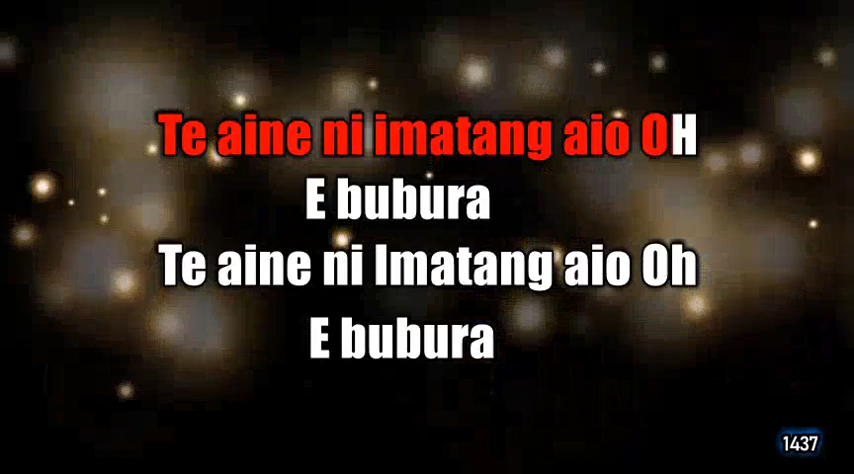 Te aine ni imatang aio OH
E bubura
Te aine ni Imatang aio Oh
E bubura
1437